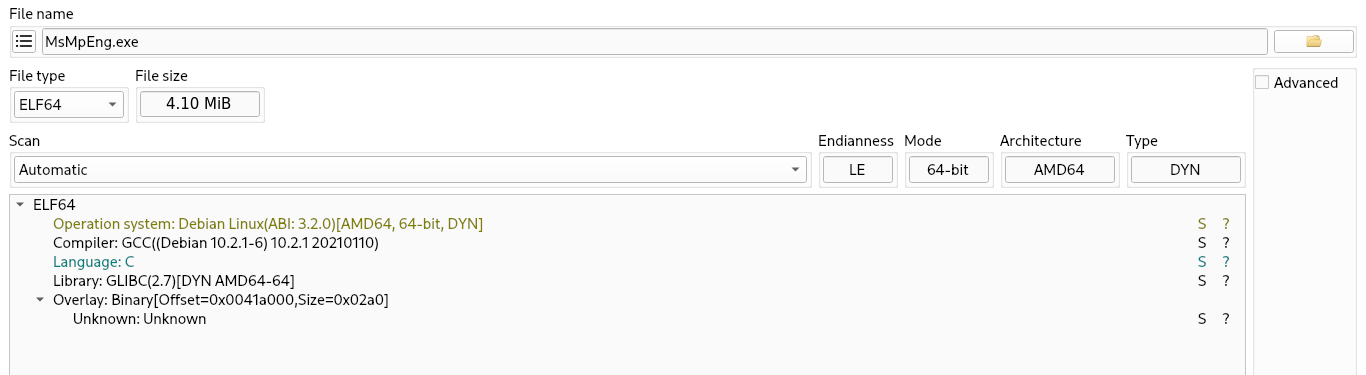 File name
MsMpEng.exe
File type File size
ELF64 4.10 MiB
Advanced
Scan Endianness Mode Architecture Type
Automatic LE 64-bit AMD64 DYN
ELF64
Operation system: Debian Linux(ABI: 3.2.0)[AMD64, 64-bit, DYN] S ?
Compiler: GCC((Debian 10.2.1-6) 10.2.1 20210110) S ?
Language: C S ?
Library: GLIBC(2.7)[DYN AMD64-64] S ?
Overlay: Binary[Offset=0x0041a000,Size=0x02a0]
Unknown: Unknown S ?